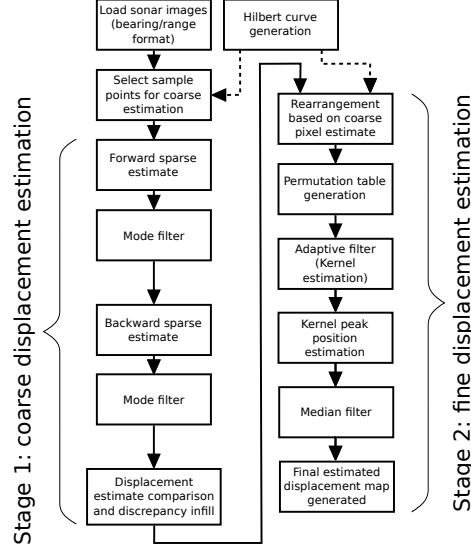 Load sonar images
(bearing/range
format)
Hilbert curve
generation
Select sample
points for coarse
estimation
Stage 1: coarse displacement estimation
Forward sparse
estimate
Mode filter
Backward sparse
estimate
Mode filter
Displacement
estimate comparison
and discrepancy infill
Rearrangement
based on coarse
pixel estimate
Permutation table
generation
Adaptive filter
(Kernel
estimation)
Kernel peak
position
estimation
Median filter
Final estimated
displacement map
generated
Stage 2: fine displacement estimation